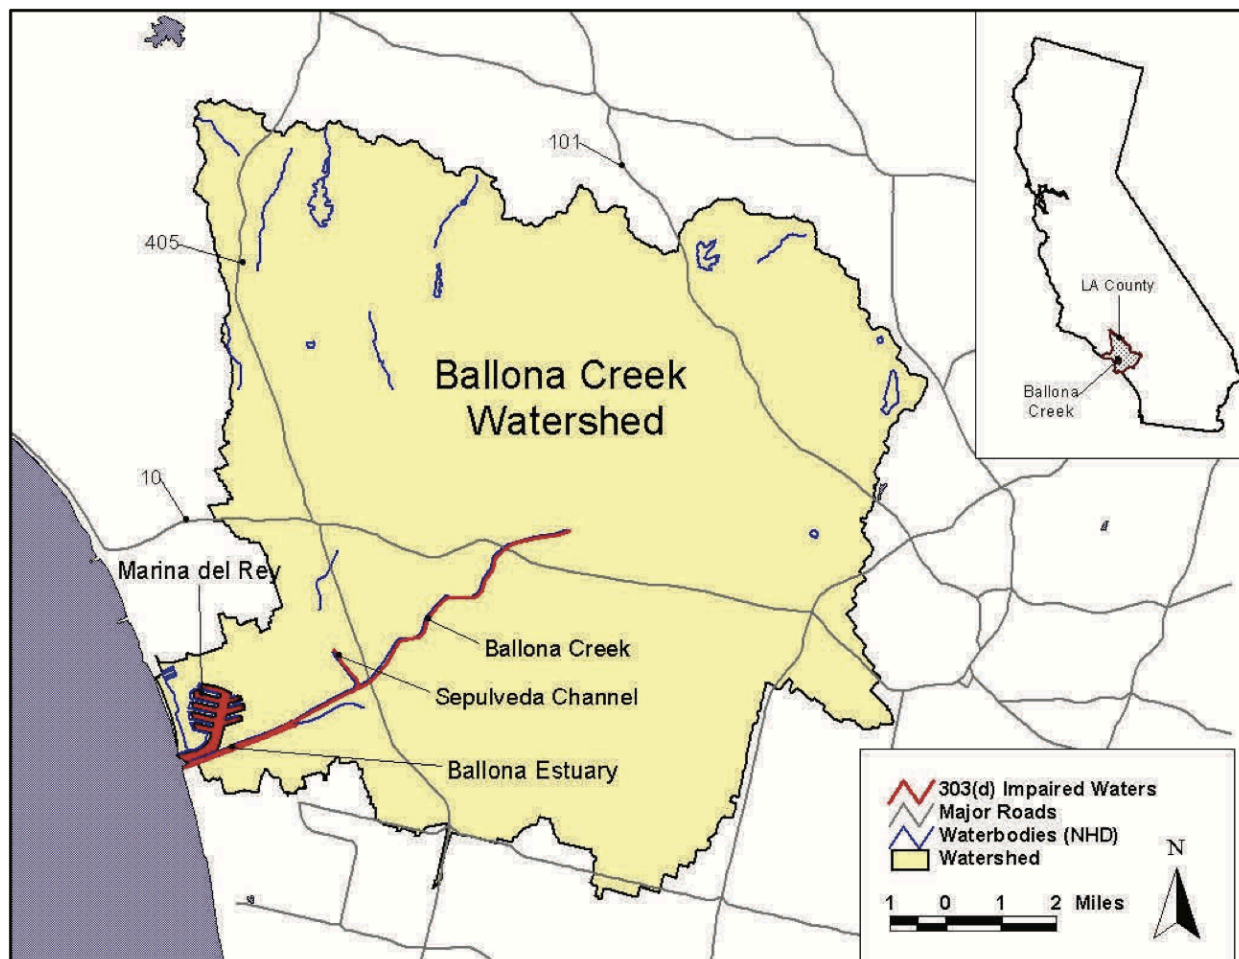 101
405
LA County
Ballona
Creek
Ballona Creek
Watershed
10
Marina del Rey
Ballona Creek
Sepulveda Channel
Ballona Estuary
303(d) Impaired Waters
Major Roads
Waterbodies (NHD)
Watershed
N
1 0 1 2 Miles